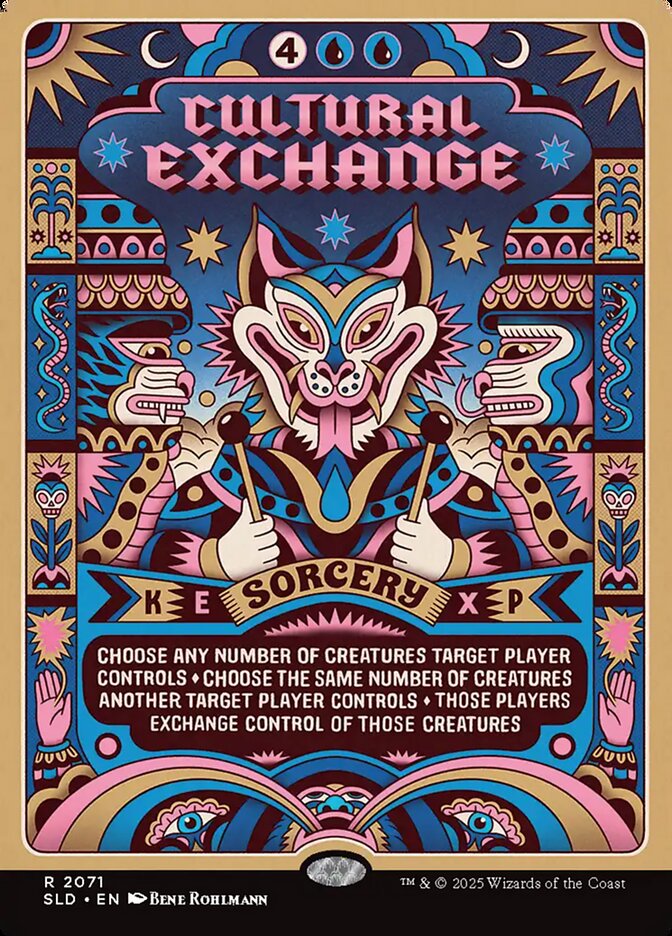 4
CULTURAL
EXCHANGE
K E SORCERY X P
CHOOSE ANY NUMBER OF CREATURES TARGET PLAYER
CONTROLS ♦ CHOOSE THE SAME NUMBER OF CREATURES
ANOTHER TARGET PLAYER CONTROLS ♦ THOSE PLAYERS
EXCHANGE CONTROL OF THOSE CREATURES
R 2071
SLD • EN BENE ROHLMANN
™ & © 2025 Wizards of the Coast